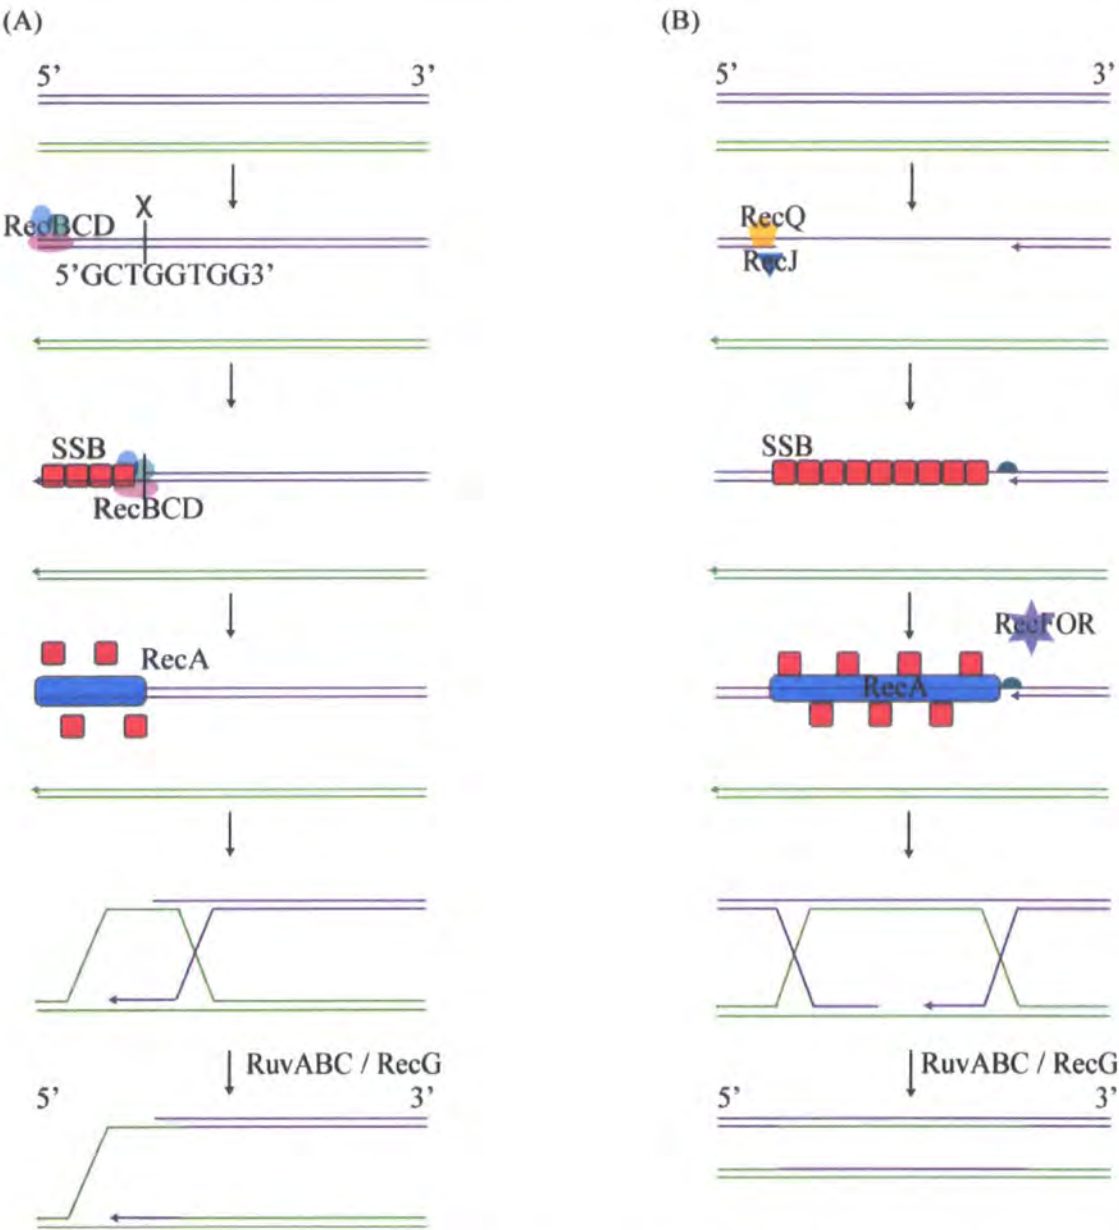 (A)
5' 3'
RecBCD
X
5'GCTGGTGG3'
SSB
RecBCD
RecA
RuvABC / RecG
5' 3'
(B)
5' 3'
RecQ
RecJ
SSB
RecFOR
RecA
RuvABC / RecG
5' 3'